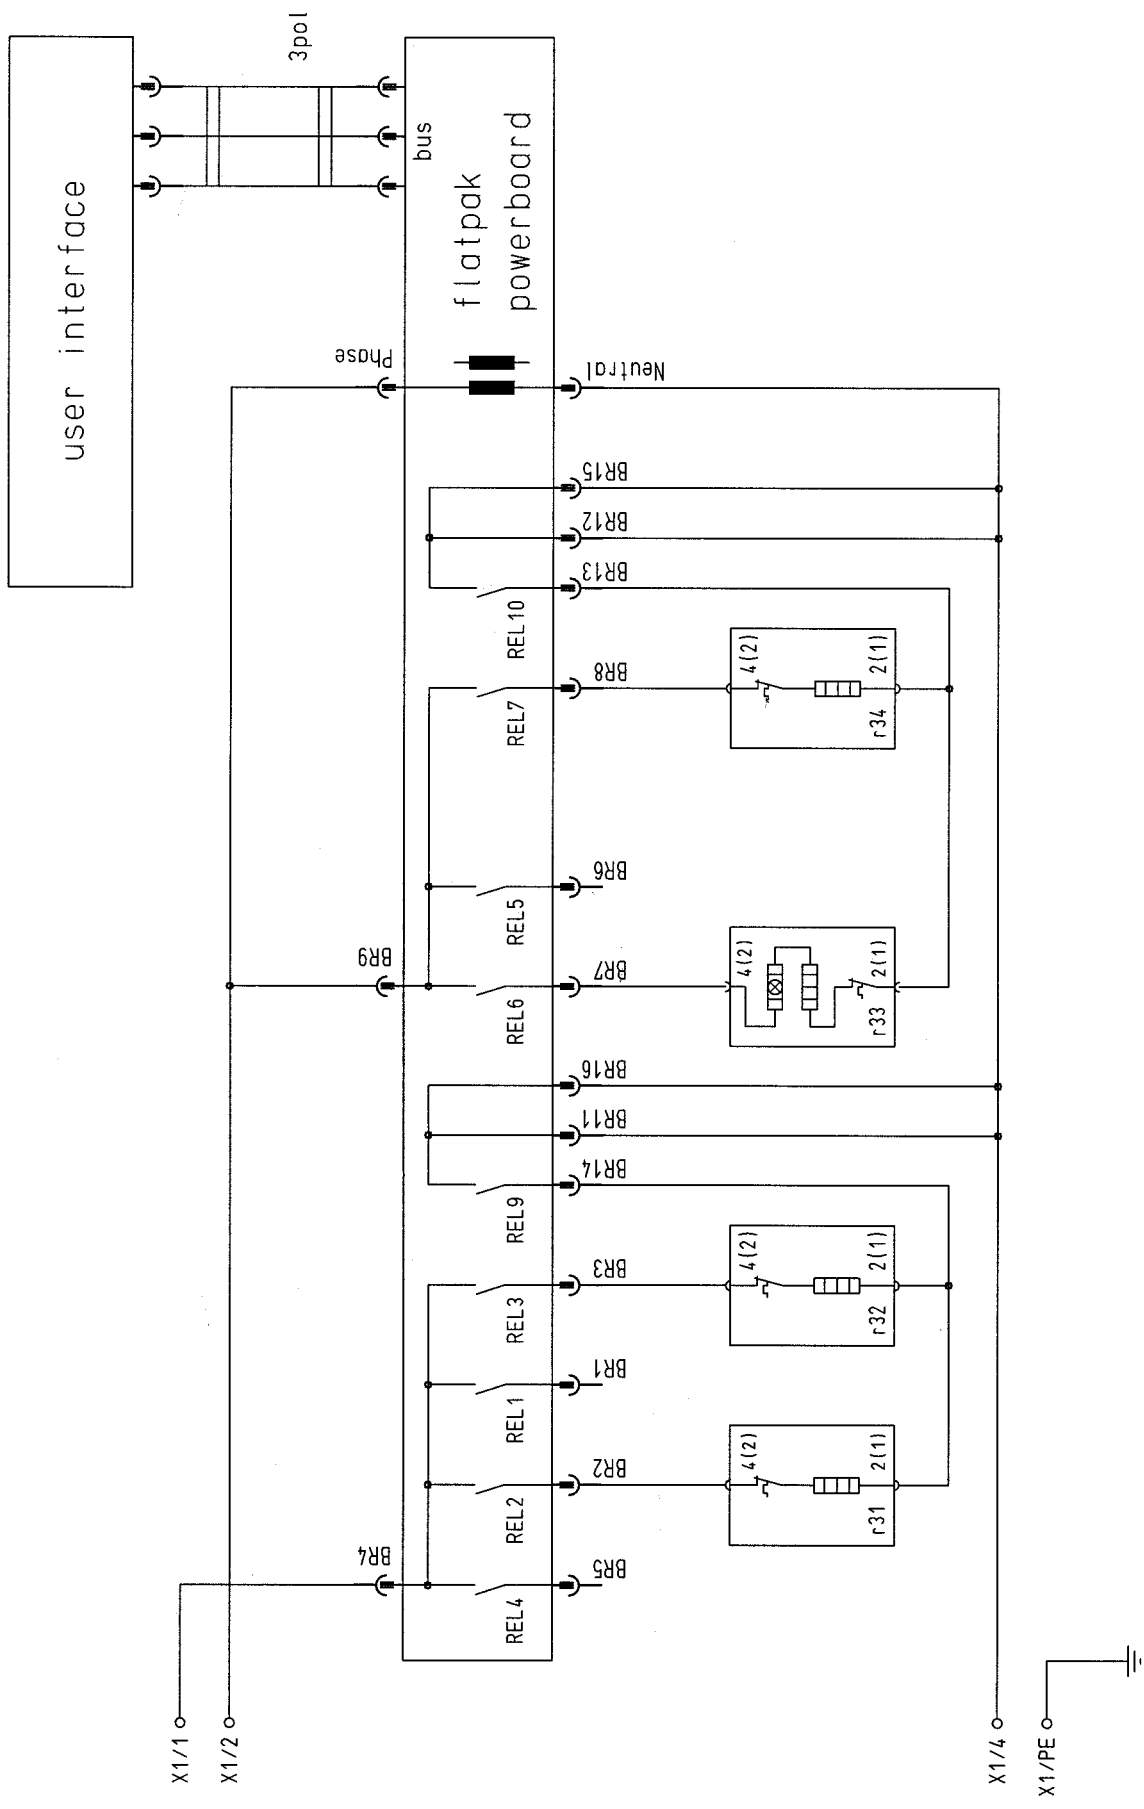 user interface
3pol
bus
flatpak
powerboard
Phase
Neutral
BR15
BR12
BR13
REL10
BR8
REL7
4(2)
2(1)
r34
BR6
REL5
BR9
BR7
REL6
4(2)
2(1)
r33
BR16
BR11
BR14
REL9
BR3
REL3
4(2)
2(1)
r32
BR1
REL1
BR2
REL2
4(2)
2(1)
r31
BR4
BR5
REL4
X1/1
X1/2
X1/4
X1/PE